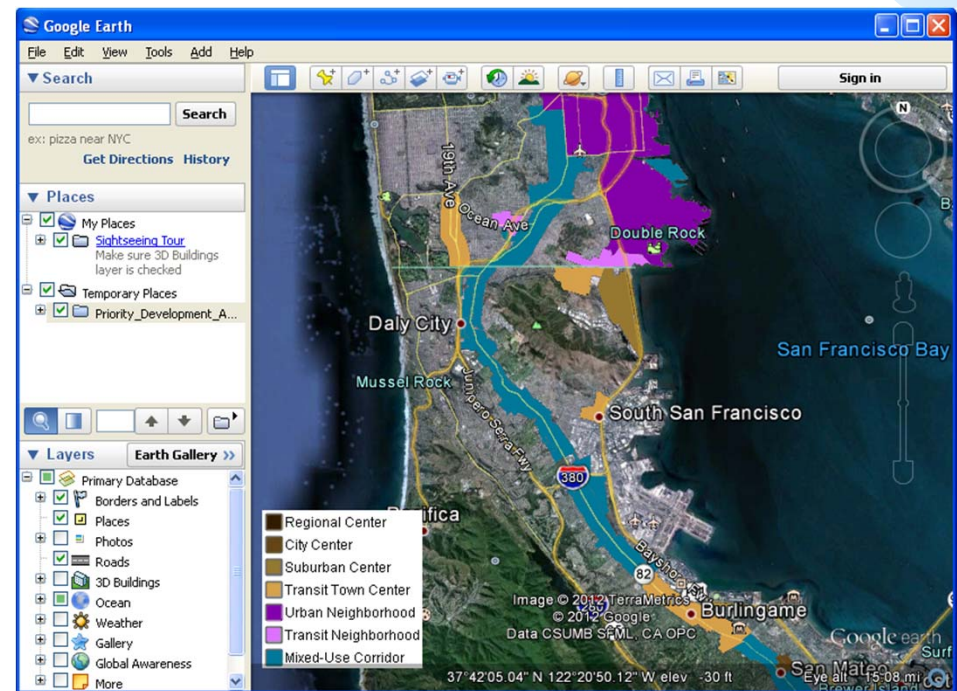 Google Earth
File Edit View Tools Add Help
Search
Search
ex: pizza near NYC
Get Directions History
Places
My Places
Sightseeing Tour
Make sure 3D Buildings
layer is checked
Temporary Places
Priority_Development_A...
Layers
Earth Gallery >>
Primary Database
Borders and Labels
Places
Photos
Roads
3D Buildings
Ocean
Weather
Gallery
Global Awareness
More
Sign in
N
19th Ave
Ocean Ave
Double Rock
Daly City
San Francisco Bay
Mussel Rock
Junipero Serra Fwy
South San Francisco
380
Regional Center
City Center
Suburban Center
Transit Town Center
Urban Neighborhood
Transit Neighborhood
Mixed-Use Corridor
82
Burlingame
Image © 2012 TerraMetrics
© 2012 Google
Data CSUMB SFML, CA OPC
Google earth
San Mateo
37°42'05.04" N 122°20'50.12" W elev -30 ft
Eye alt 15.08 mi